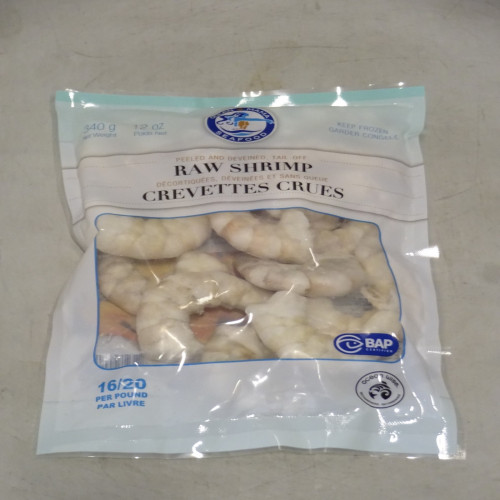 340 g 12 oz
SEAFOOD
KEEP FROZEN
GARDER CONGELÉ
PEELED AND DEVEINED, TAIL OFF
RAW SHRIMP
DÉCORTIQUÉES, DÉVEINÉES ET SANS QUEUE
CREVETTES CRUES
BAP
16/20
PER POUND
PAR LIVRE